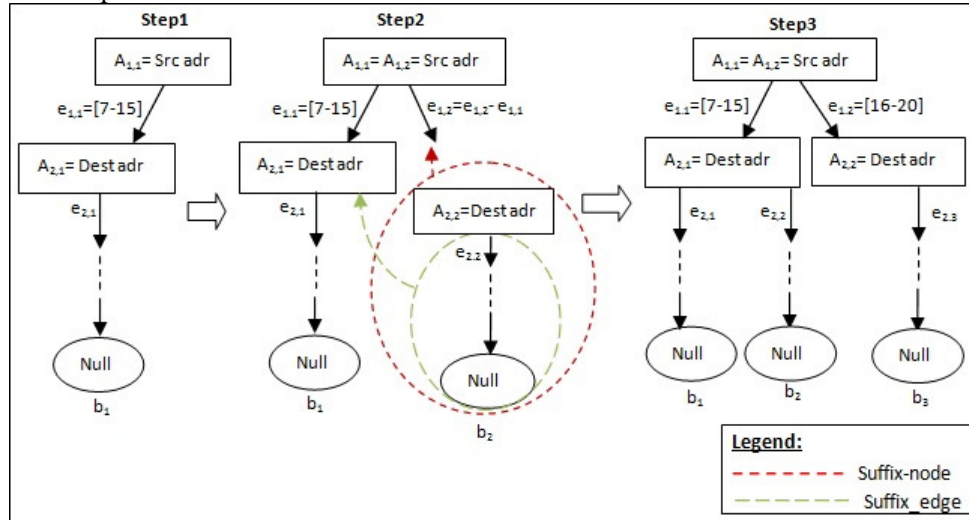 Step1
A1,1= Src adr
e1,1=[7-15]
A2,1= Dest adr
e2,1
Null
b1
Step2
A1,1= A1,2= Src adr
e1,1=[7-15]
e1,2=e1,2- e1,1
A2,1= Dest adr
e2,1
Null
b1
A2,2=Dest adr
e2.2
Null
b2
Step3
A1,1= A1,2= Src adr
e1,1=[7-15]
e1,2=[16-20]
A2,1= Dest adr
A2,2= Dest adr
e2,1
e2,2
e2.3
Null
Null
Null
b1
b2
b3
Legend:
Suffix-node
Suffix_edge